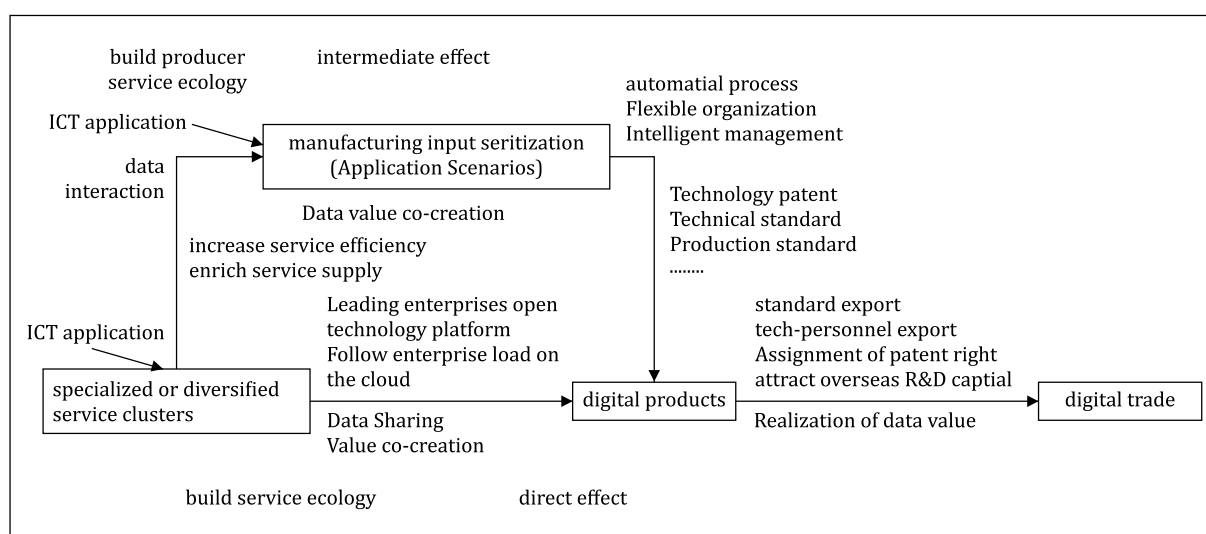 build producer
service ecology
intermediate effect
automatial process
Flexible organization
Intelligent management
ICT application
manufacturing input seritization
(Application Scenarios)
data
interaction
Technology patent
Technical standard
Production standard
........
Data value co-creation
increase service efficiency
enrich service supply
Leading enterprises open
technology platform
Follow enterprise load on
the cloud
standard export
tech-personnel export
Assignment of patent right
attract overseas R&D captial
ICT application
specialized or diversified
service clusters
digital products
digital trade
Data Sharing
Value co-creation
Realization of data value
build service ecology
direct effect